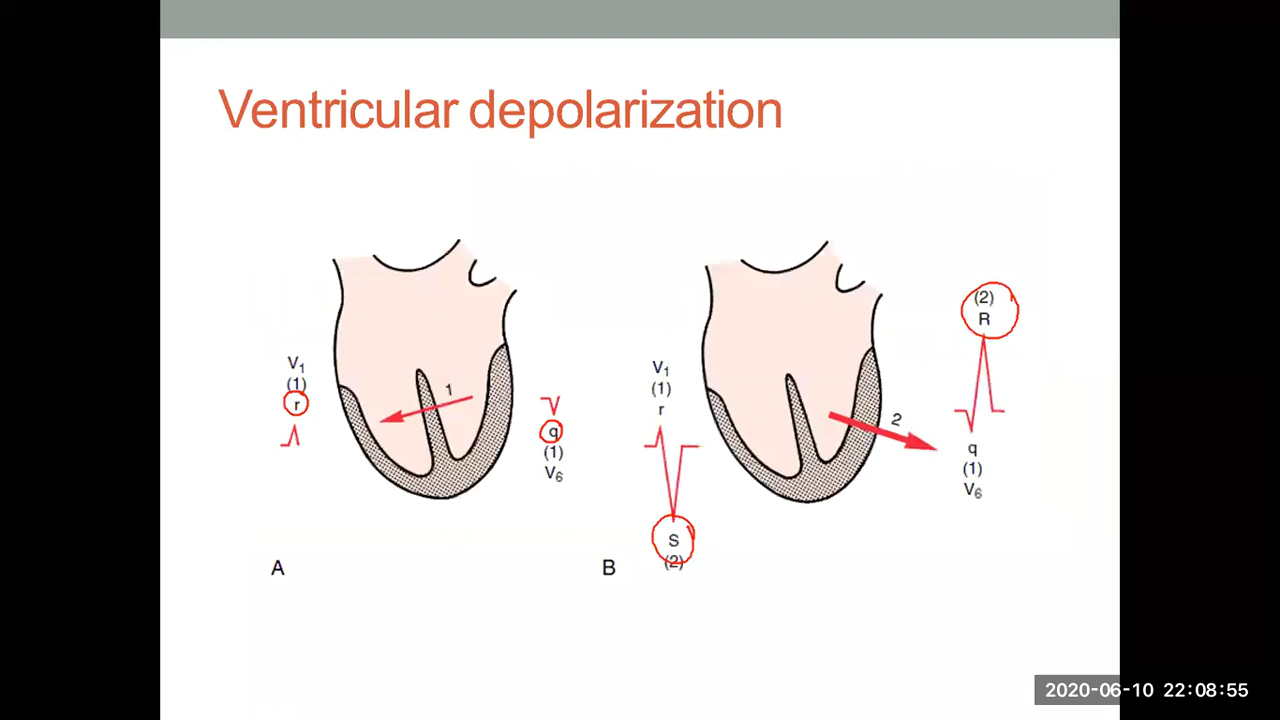 Ventricular depolarization
V1
(1)
r
1
q
(1)
V6
A
V1
(1)
r
S
(2)
B
2
(2)
R
q
(1)
V6
2020-06-10 22:08:55